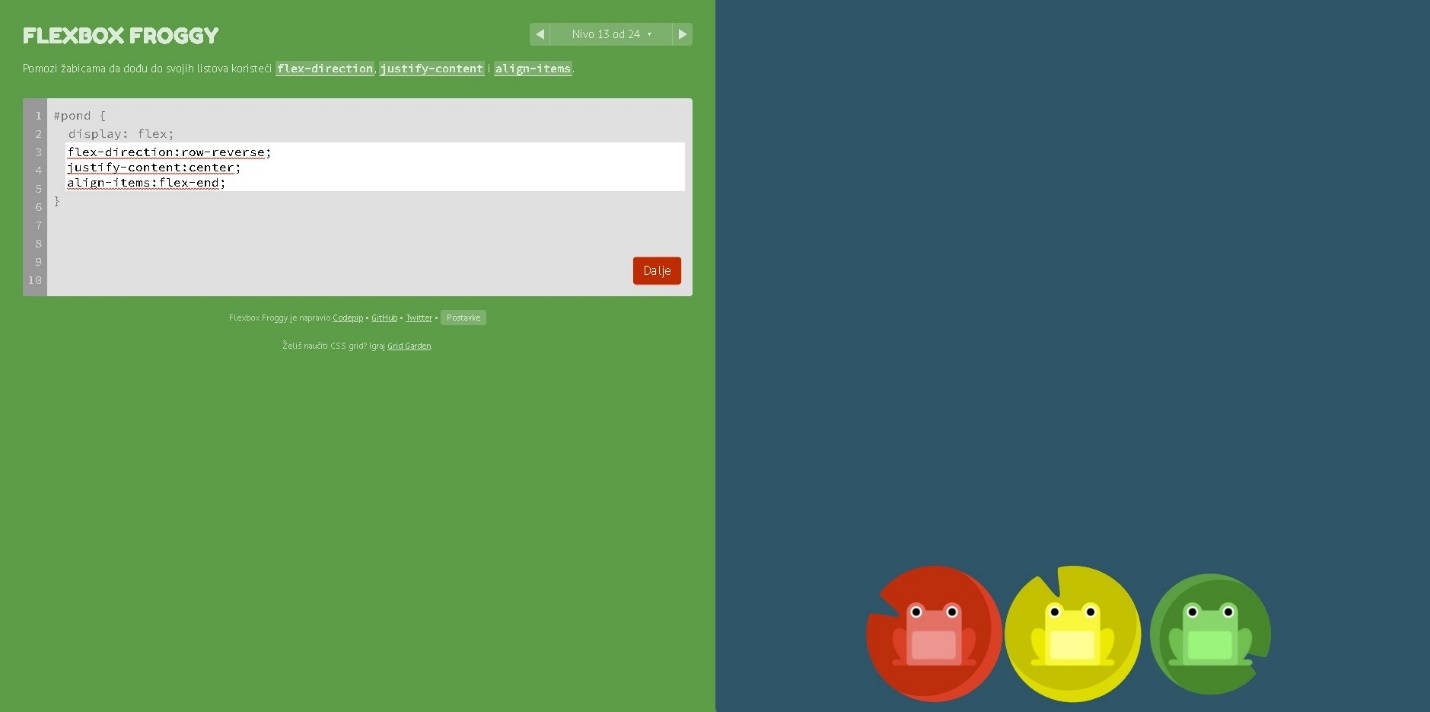 FLEXBOX FROGGY
◀ Nivo 13 od 24 ▾ ▶
Pomozi žabicama da dođu do svojih listova koristeći flex-direction, justify-content i align-items.
1 #pond {
2 display: flex;
3 flex-direction:row-reverse;
4 justify-content:center;
5 align-items:flex-end;
6 }
7
8
9
10
Dalje
Flexbox Froggy je napravio Codepip • GitHub • Twitter • Postavke
Želiš naučiti CSS grid? Igraj Grid Garden.